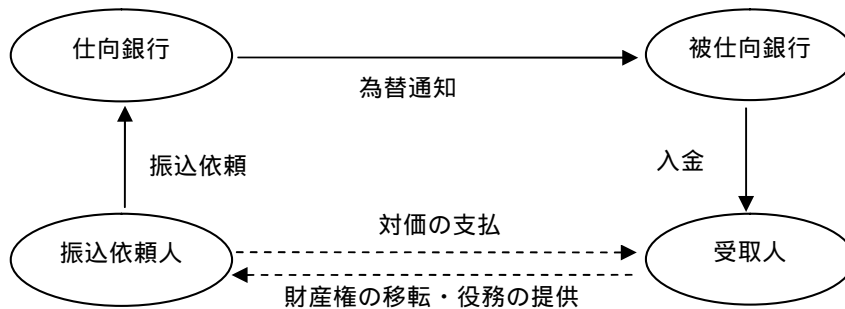 仕向銀行
被仕向銀行
為替通知
振込依頼
入金
対価の支払
振込依頼人
受取人
財産権の移転・役務の提供